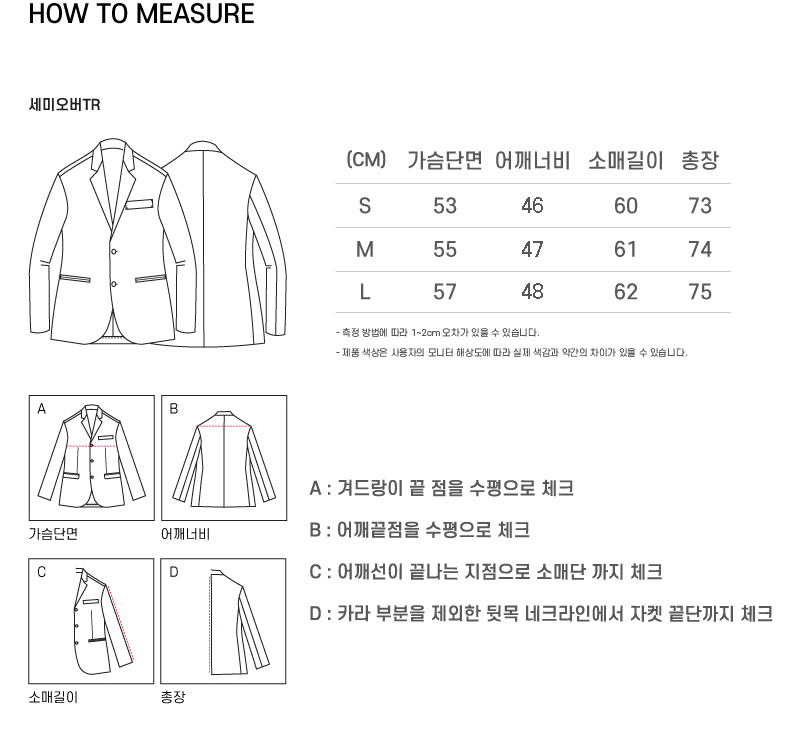 HOW TO MEASURE
세미오버TR
(CM) 가슴단면 어깨너비 소매길이 총장
S 53 46 60 73
M 55 47 61 74
L 57 48 62 75
- 측정 방법에 따라 1~2cm 오차가 있을 수 있습니다.
- 제품 색상은 사용자의 모니터 해상도에 따라 실제 색감과 약간의 차이가 있을 수 있습니다.
A
B
가슴단면
어깨너비
C
D
소매길이
총장
A : 겨드랑이 끝 점을 수평으로 체크
B : 어깨끝점을 수평으로 체크
C : 어깨선이 끝나는 지점으로 소매단 까지 체크
D : 카라 부분을 제외한 뒷목 네크라인에서 자켓 끝단까지 체크